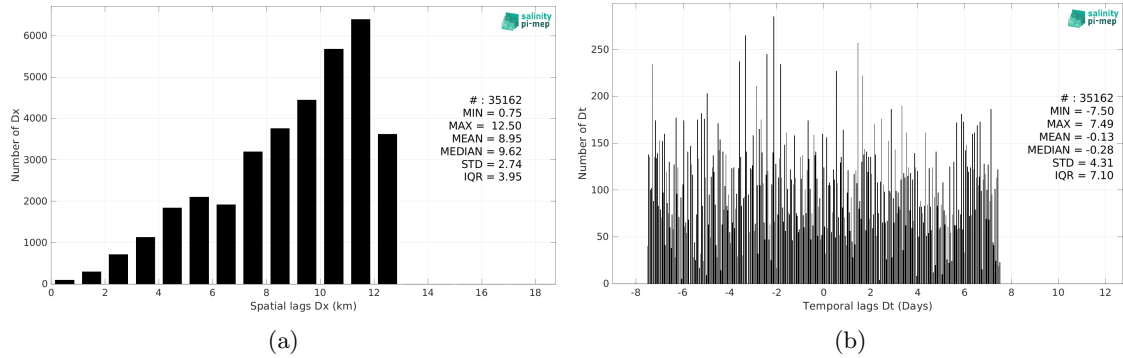 salinity
pi-mep
6000
5000
4000
3000
2000
1000
0
Number of Dx
# : 35162
MIN = 0.75
MAX = 12.50
MEAN = 8.95
MEDIAN = 9.62
STD = 2.74
IQR = 3.95
0 2 4 6 8 10 12 14 16 18
Spatial lags Dx (km)
(a)
salinity
pi-mep
250
200
150
100
50
0
Number of Dt
# : 35162
MIN = -7.50
MAX = 7.49
MEAN = -0.13
MEDIAN = -0.28
STD = 4.31
IQR = 7.10
-8 -6 -4 -2 0 2 4 6 8 10 12
Temporal lags Dt (Days)
(b)